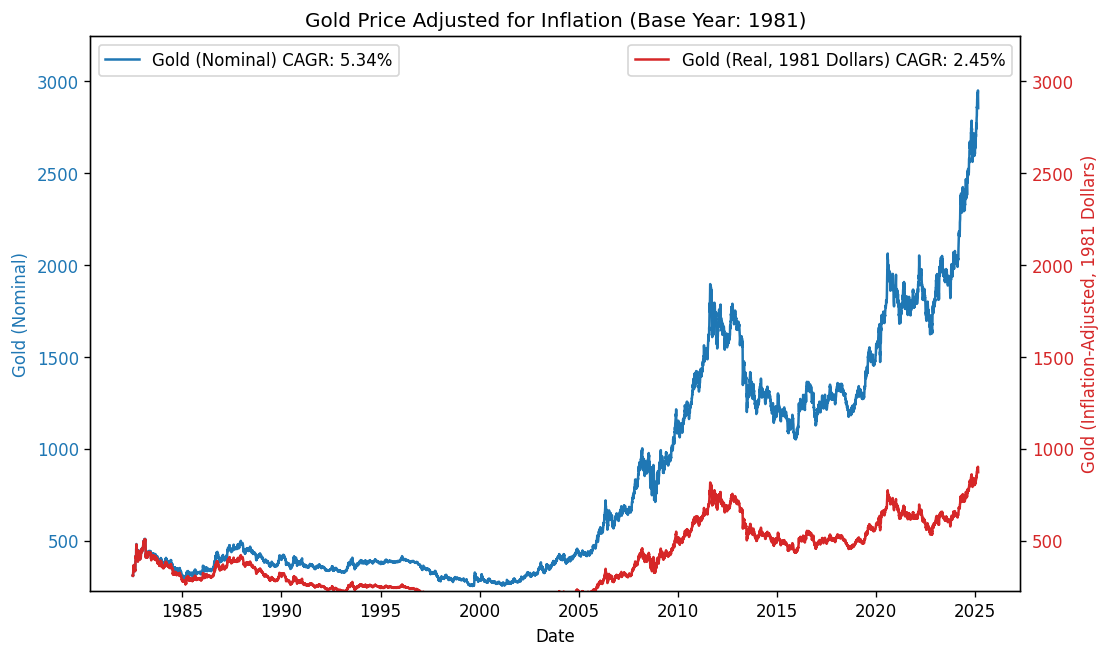 Gold Price Adjusted for Inflation (Base Year: 1981)
Gold (Nominal) CAGR: 5.34%
Gold (Real, 1981 Dollars) CAGR: 2.45%
Gold (Nominal)
3000
2500
2000
1500
1000
500
3000
2500
2000
1500
1000
500
Gold (Inflation-Adjusted, 1981 Dollars)
1985 1990 1995 2000 2005 2010 2015 2020 2025
Date